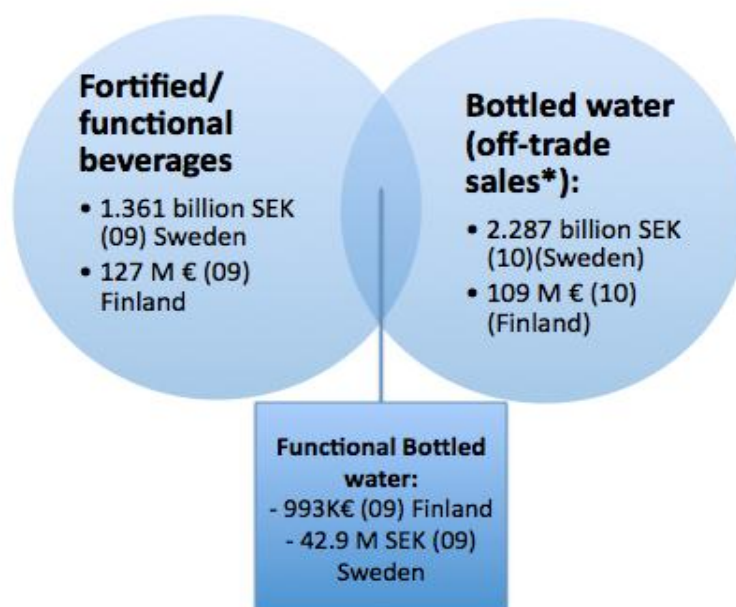 Fortified/
functional
beverages
• 1.361 billion SEK
(09) Sweden
• 127 M € (09)
Finland
Bottled water
(off-trade
sales*):
• 2.287 billion SEK
(10)(Sweden)
• 109 M € (10)
(Finland)
Functional Bottled
water:
- 993K€ (09) Finland
- 42.9 M SEK (09)
Sweden